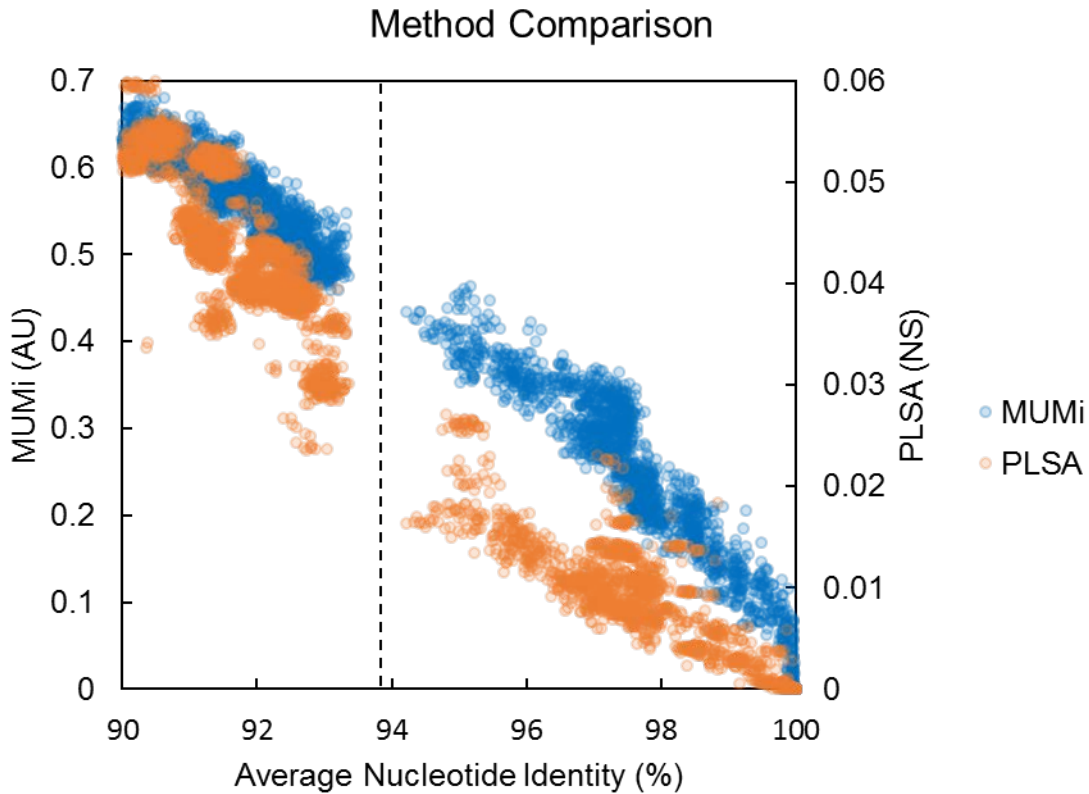 Method Comparison
0.7
0.6
0.5
0.4
0.3
0.2
0.1
0
MUMi (AU)
0.06
0.05
0.04
0.03
0.02
0.01
0
PLSA (NS)
MUMi
PLSA
90 92 94 96 98 100
Average Nucleotide Identity (%)